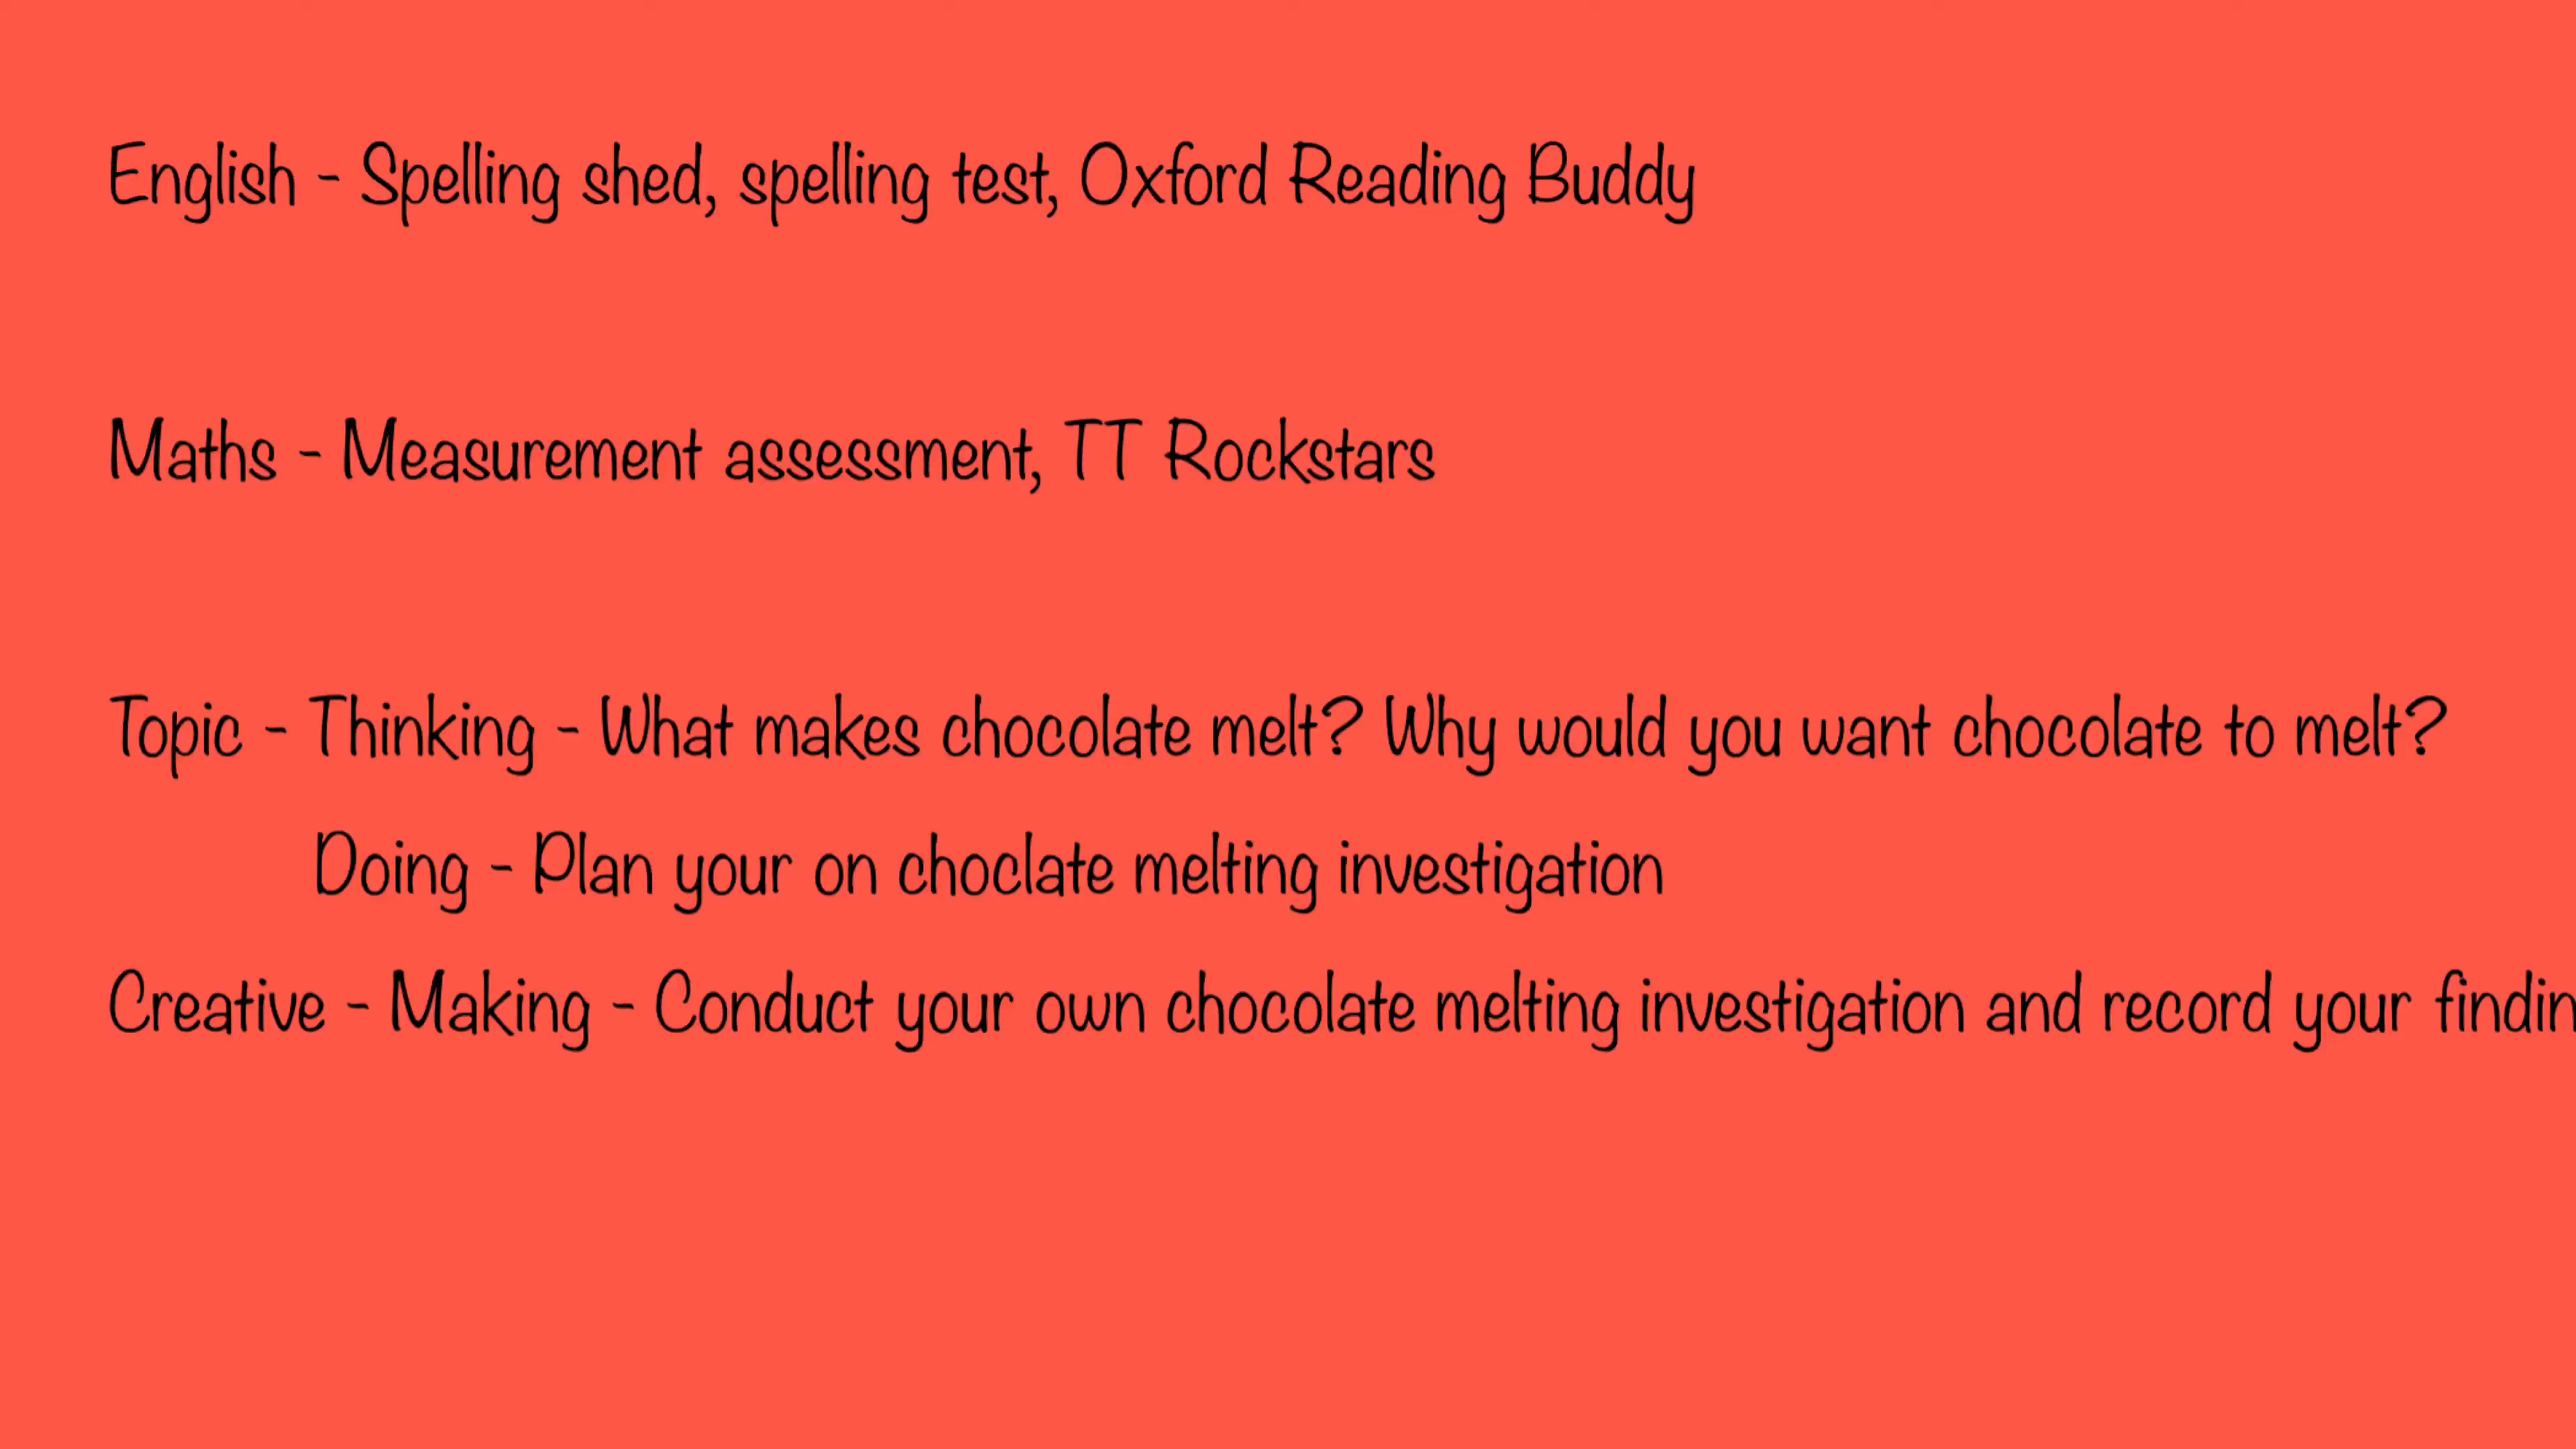 English - Spelling shed, spelling test, Oxford Reading Buddy
Maths - Measurement assessment, TT Rockstars
Topic - Thinking - What makes chocolate melt? Why would you want chocolate to melt?
Doing - Plan your on choclate melting investigation
Creative - Making - Conduct your own chocolate melting investigation and record your findin